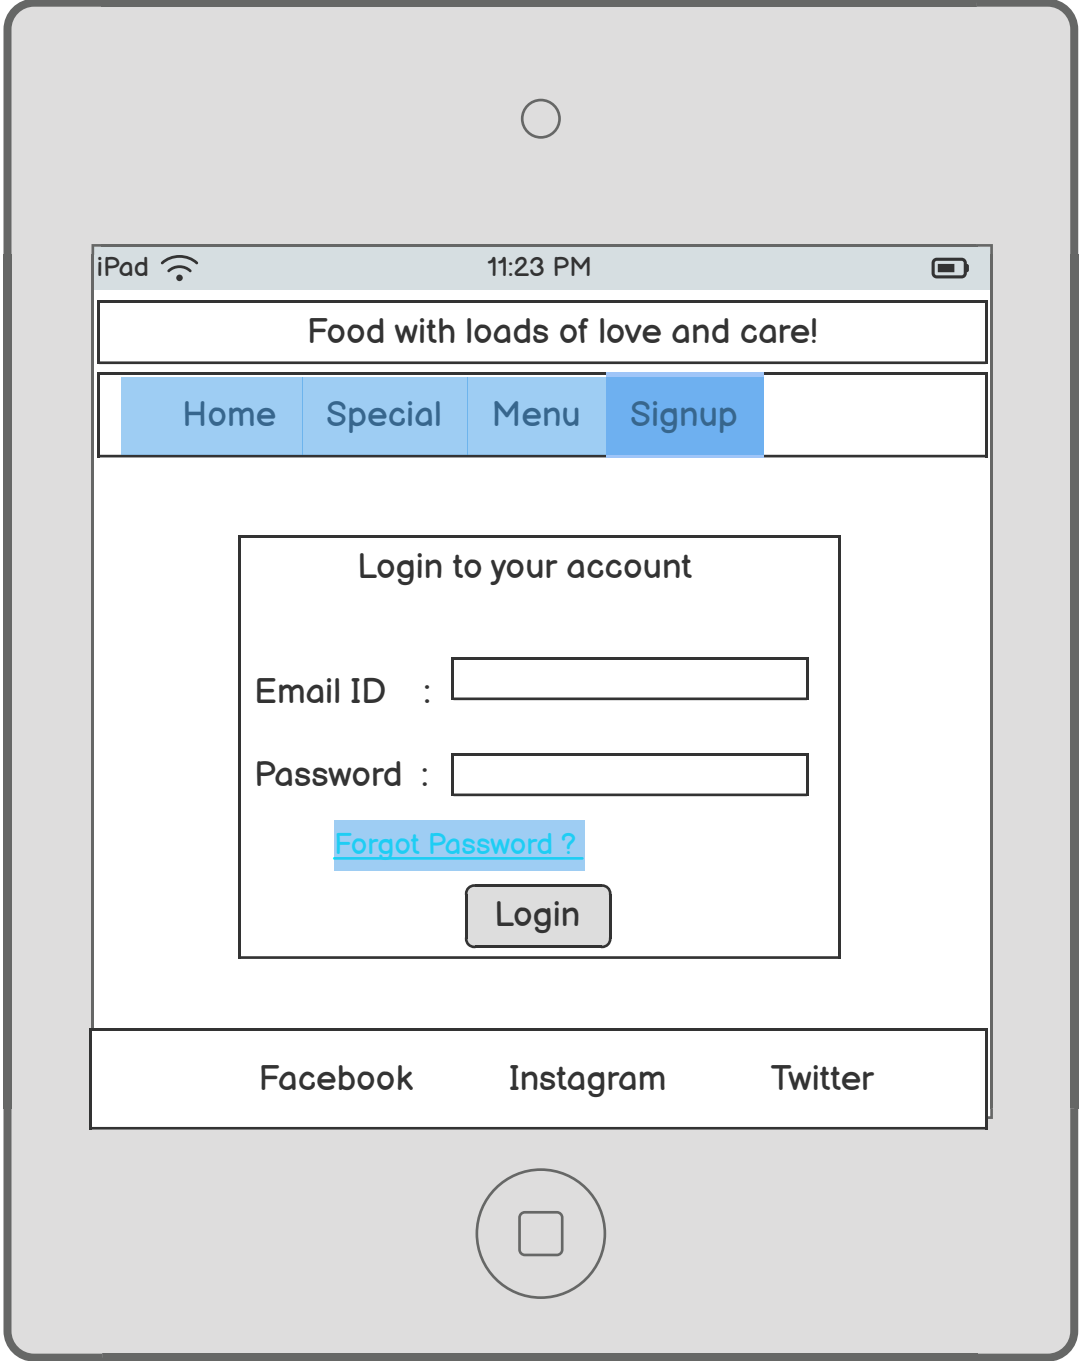 iPad 11:23 PM
Food with loads of love and care!
Home Special Menu Signup
Login to your account
Email ID :
Password :
Forgot Password ?
Login
Facebook Instagram Twitter